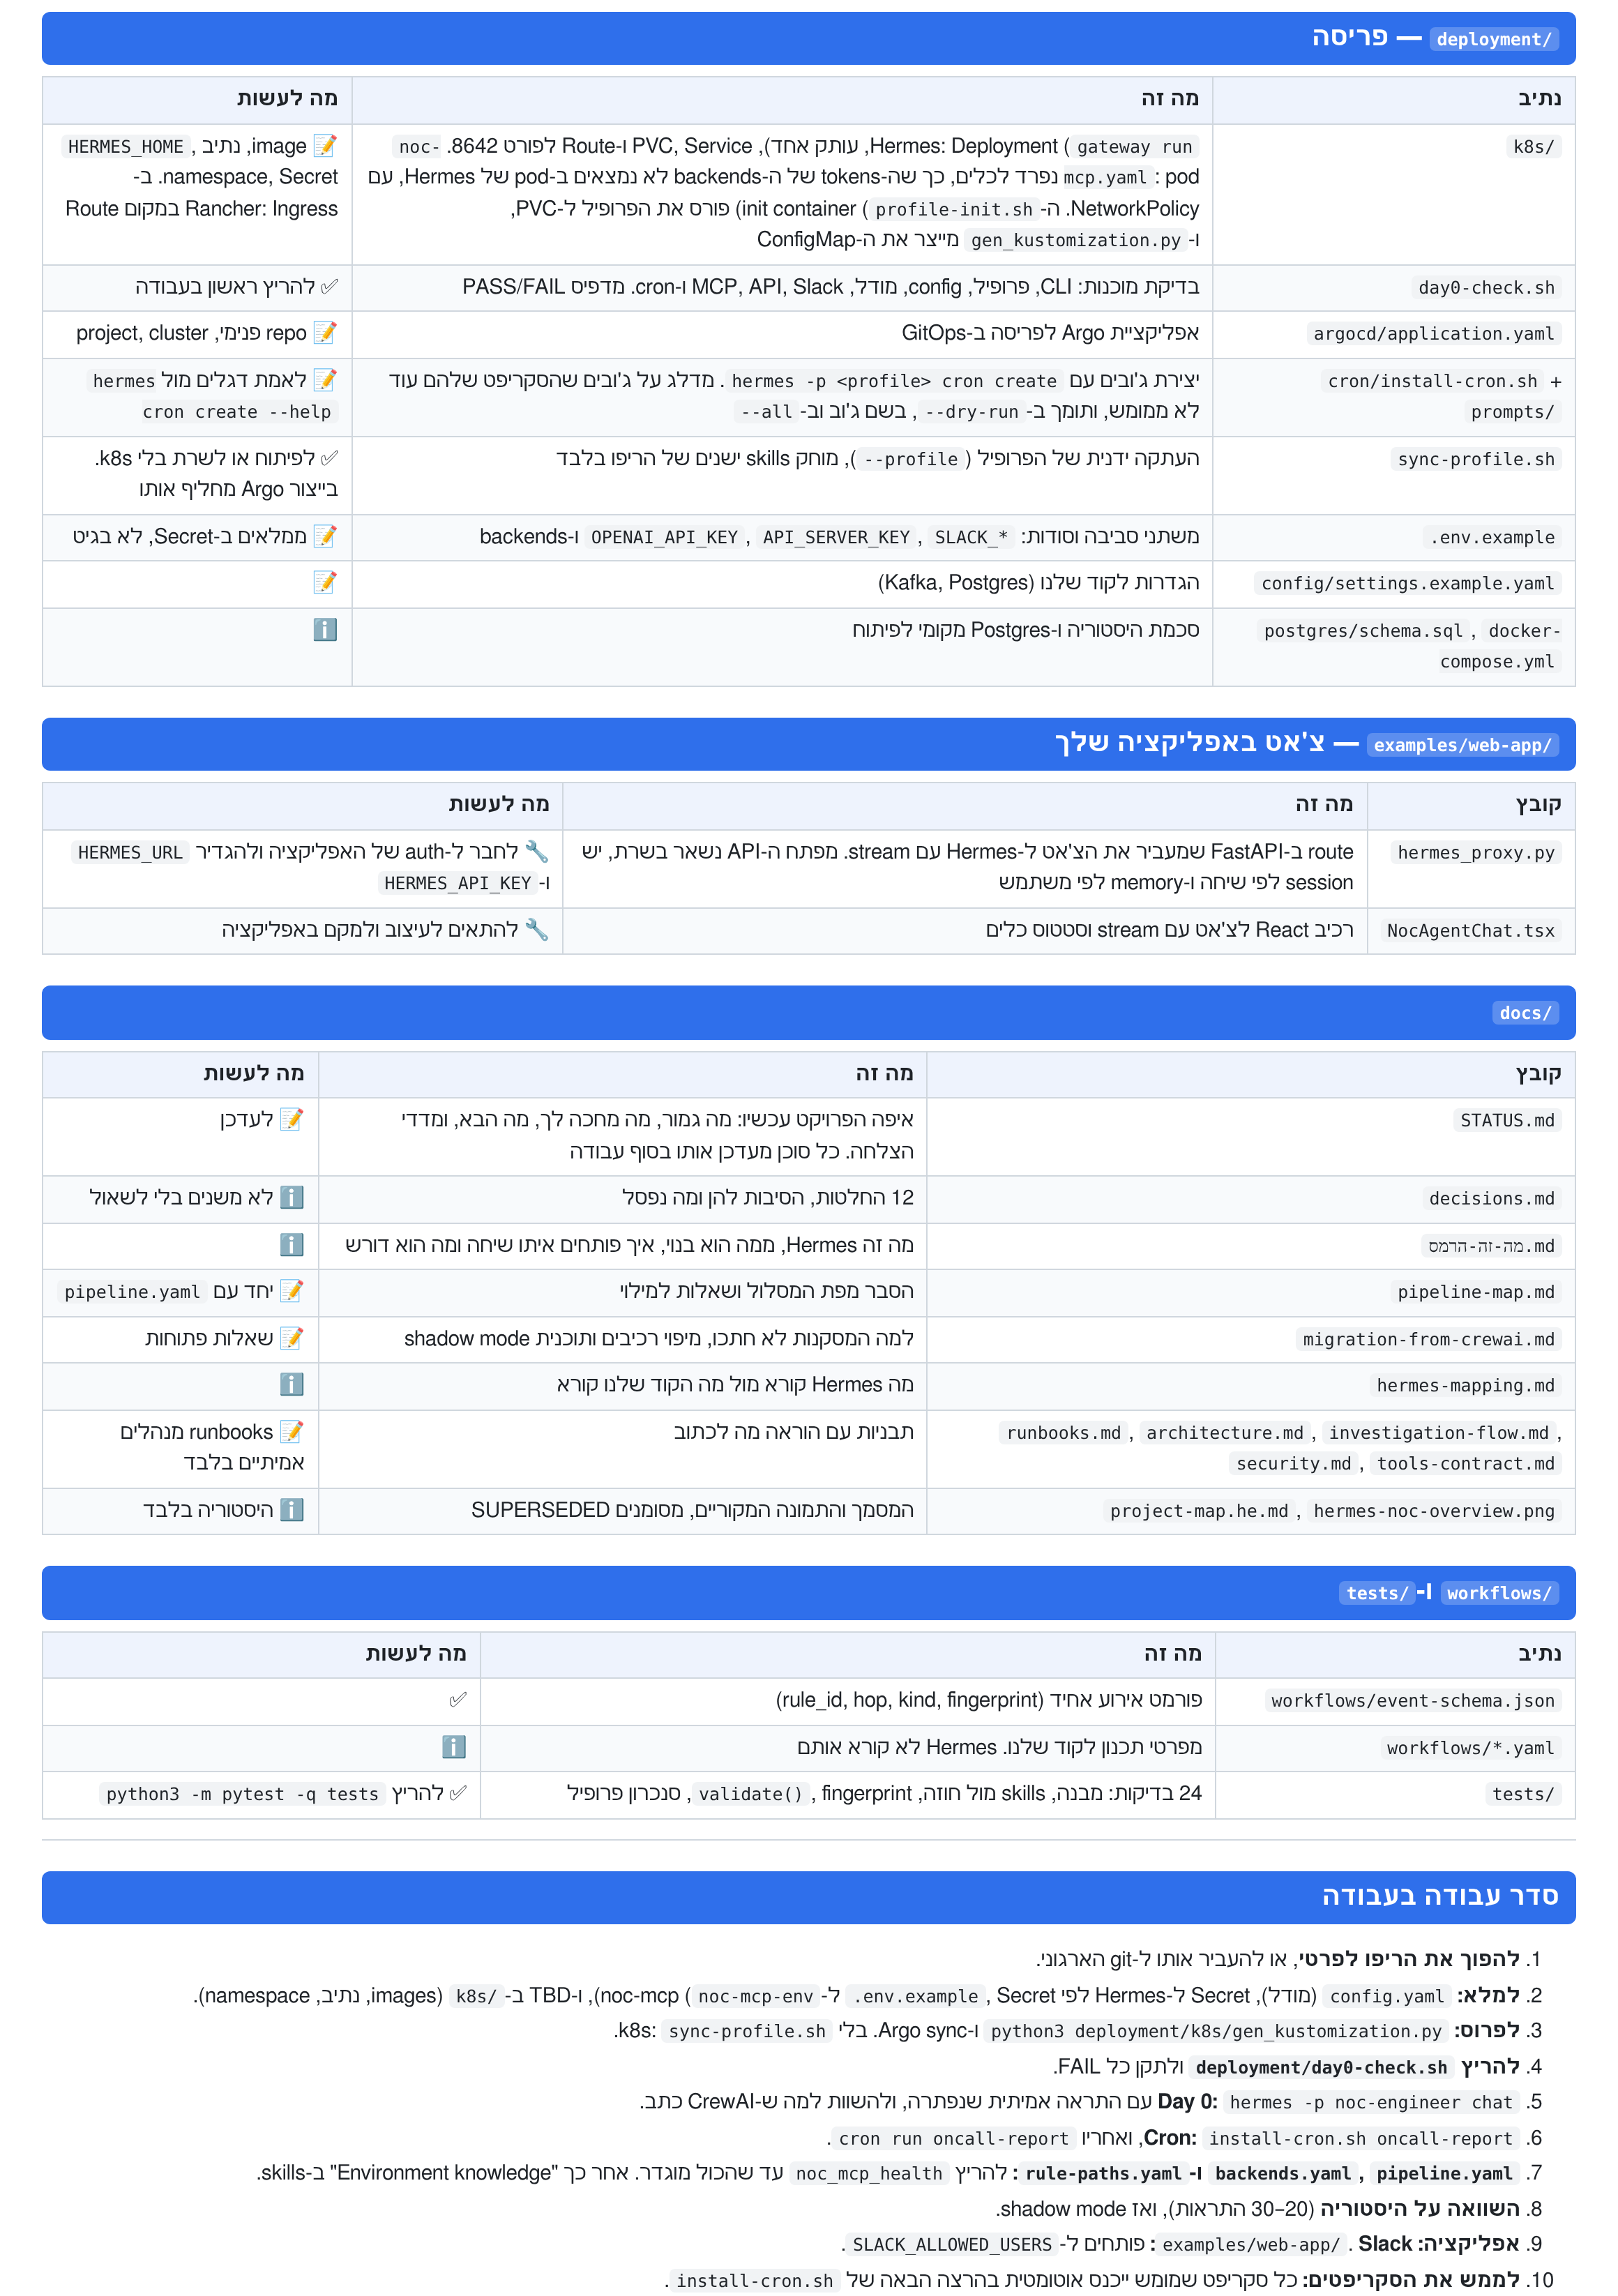 deployment/ — פריסה
נתיב
מה זה
מה לעשות
k8s/
Hermes: Deployment (gateway run, עותק אחד), PVC, Service ו-Route לפורט 8642. noc-
mcp.yaml: pod נפרד לכלים, כך שה-tokens של ה-backends לא נמצאים ב-pod של Hermes, עם
NetworkPolicy. ה-init container (profile-init.sh) פורס את הפרופיל ל-PVC,
ו-gen_kustomization.py מייצר את ה-ConfigMap
📝 image, נתיב HERMES_HOME,
namespace, Secret. ב-
Rancher: Ingress במקום Route
day0-check.sh
בדיקת מוכנות: CLI, פרופיל, config, מודל, MCP, API, Slack ו-cron. מדפיס PASS/FAIL
✅ להריץ ראשון בעבודה
argocd/application.yaml
אפליקציית Argo לפריסה ב-GitOps
📝 repo פנימי, project, cluster
cron/install-cron.sh +
prompts/
יצירת ג'ובים עם hermes -p <profile> cron create. מדלג על ג'ובים שהסקריפט שלהם עוד
לא ממומש, ותומך ב---dry-run, בשם ג'וב וב---all
📝 לאמת דגלים מול hermes
cron create --help
sync-profile.sh
העתקה ידנית של הפרופיל (--profile), מוחק skills ישנים של הריפו בלבד
✅ לפיתוח או לשרת בלי k8s.
בייצור Argo מחליף אותו
.env.example
משתני סביבה וסודות: OPENAI_API_KEY, API_SERVER_KEY, SLACK_* ו-backends
📝 ממלאים ב-Secret, לא בגיט
config/settings.example.yaml
הגדרות לקוד שלנו (Kafka, Postgres)
📝
postgres/schema.sql, docker-
compose.yml
סכמת היסטוריה ו-Postgres מקומי לפיתוח
ℹ️
examples/web-app/ — צ'אט באפליקציה שלך
קובץ
מה זה
מה לעשות
hermes_proxy.py
route ב-FastAPI שמעביר את הצ'אט ל-Hermes עם stream. מפתח ה-API נשאר בשרת, יש
session לפי שיחה ו-memory לפי משתמש
🔧 לחבר ל-auth של האפליקציה ולהגדיר HERMES_URL
ו-HERMES_API_KEY
NocAgentChat.tsx
רכיב React לצ'אט עם stream וסטטוס כלים
🔧 להתאים לעיצוב ולמקם באפליקציה
docs/
קובץ
מה זה
מה לעשות
STATUS.md
איפה הפרויקט עכשיו: מה גמור, מה מחכה לך, מה הבא, ומדדי
הצלחה. כל סוכן מעדכן אותו בסוף עבודה
📝 לעדכן
decisions.md
12 החלטות, הסיבות להן ומה נפסל
ℹ️ לא משנים בלי לשאול
מה-זה-הרמס.md
מה זה Hermes, ממה הוא בנוי, איך פותחים איתו שיחה ומה הוא דורש
ℹ️
pipeline-map.md
הסבר מפת המסלול ושאלות למילוי
📝 יחד עם pipeline.yaml
migration-from-crewai.md
למה המסקנות לא חתכו, מיפוי רכיבים ותוכנית shadow mode
📝 שאלות פתוחות
hermes-mapping.md
מה Hermes קורא מול מה הקוד שלנו קורא
ℹ️
runbooks.md, architecture.md, investigation-flow.md,
security.md, tools-contract.md
תבניות עם הוראה מה לכתוב
📝 runbooks מנהלים
אמיתיים בלבד
project-map.he.md, hermes-noc-overview.png
המסמך והתמונה המקוריים, מסומנים SUPERSEDED
ℹ️ היסטוריה בלבד
workflows/ ו-tests/
נתיב
מה זה
מה לעשות
workflows/event-schema.json
פורמט אירוע אחיד (rule_id, hop, kind, fingerprint)
✅
workflows/*.yaml
מפרטי תכנון לקוד שלנו. Hermes לא קורא אותם
ℹ️
tests/
24 בדיקות: מבנה, skills מול חוזה, validate(), fingerprint, סנכרון פרופיל
✅ להריץ python3 -m pytest -q tests
סדר עבודה בעבודה
1. להפוך את הריפו לפרטי, או להעביר אותו ל-git הארגוני.
2. למלא: config.yaml (מודל), Secret ל-Hermes לפי .env.example, Secret ל-noc-mcp (noc-mcp-env), ו-TBD ב-k8s/ (images, נתיב, namespace).
3. לפרוס: python3 deployment/k8s/gen_kustomization.py ו-Argo sync. בלי k8s: sync-profile.sh.
4. להריץ deployment/day0-check.sh ולתקן כל FAIL.
5. Day 0: hermes -p noc-engineer chat עם התראה אמיתית שנפתרה, ולהשוות למה ש-CrewAI כתב.
6. Cron: install-cron.sh oncall-report, ואחריו cron run oncall-report.
7. pipeline.yaml, backends.yaml ו-rule-paths.yaml: להריץ noc_mcp_health עד שהכול מוגדר. אחר כך "Environment knowledge" ב-skills.
8. השוואה על היסטוריה (20–30 התראות), ואז shadow mode.
9. אפליקציה: examples/web-app/. Slack: פותחים ל-SLACK_ALLOWED_USERS.
10. לממש את הסקריפטים: כל סקריפט שמומש ייכנס אוטומטית בהרצה הבאה של install-cron.sh.